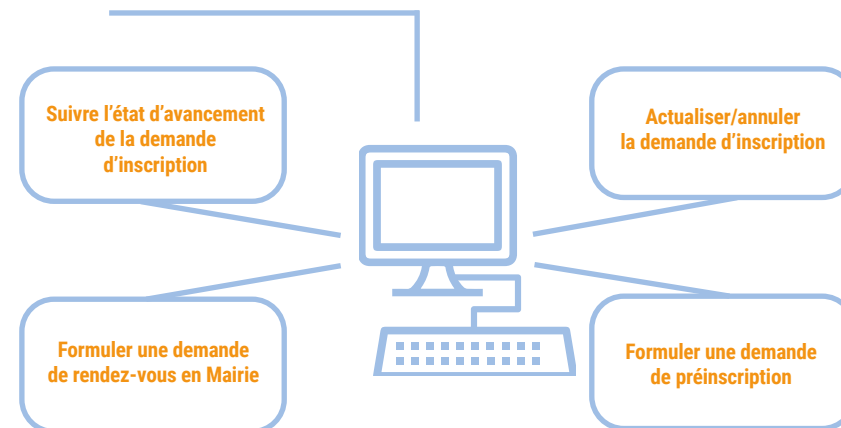 Suivre l’état d’avancement
de la demande
d’inscription
Actualiser/annuler
la demande d’inscription
Formuler une demande
de rendez-vous en Mairie
Formuler une demande
de préinscription